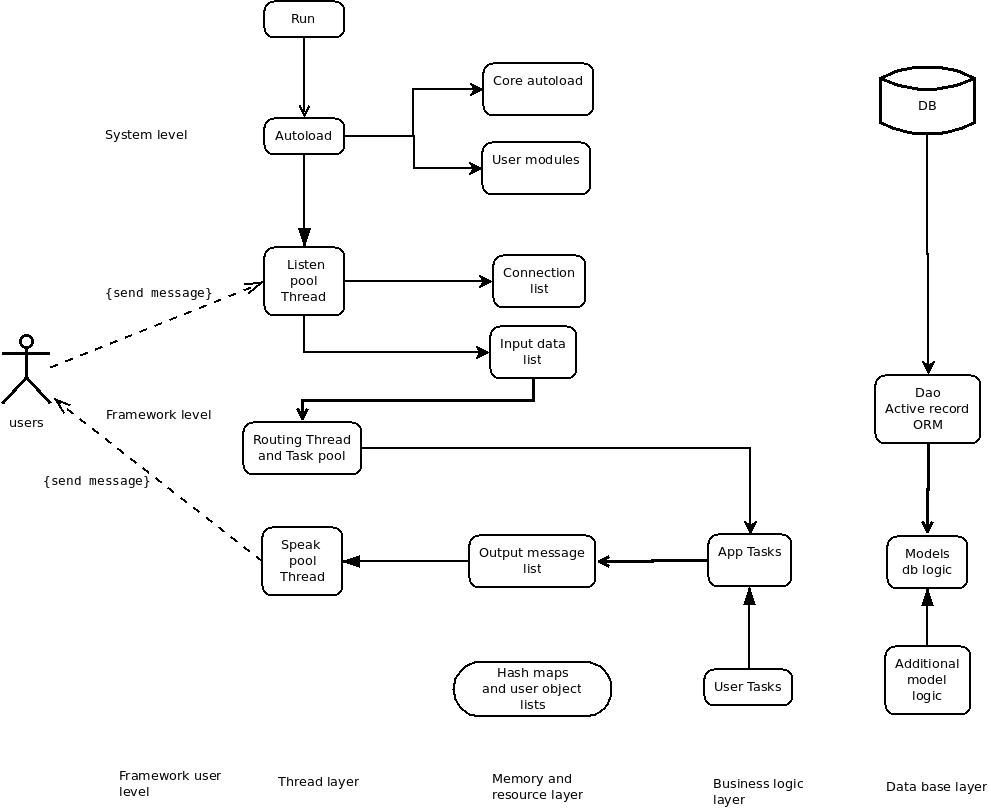 Run
Core autoload
DB
System level
Autoload
User modules
Listen
pool
Thread
Connection
list
{send message}
Input data
list
users
Framework level
Dao
Active record
ORM
Routing Thread
and Task pool
{send message}
Speak
pool
Thread
Output message
list
App Tasks
Models
db logic
Hash maps
and user object
lists
User Tasks
Additional
model
logic
Framework user
level
Thread layer
Memory and
resource layer
Business logic
layer
Data base layer